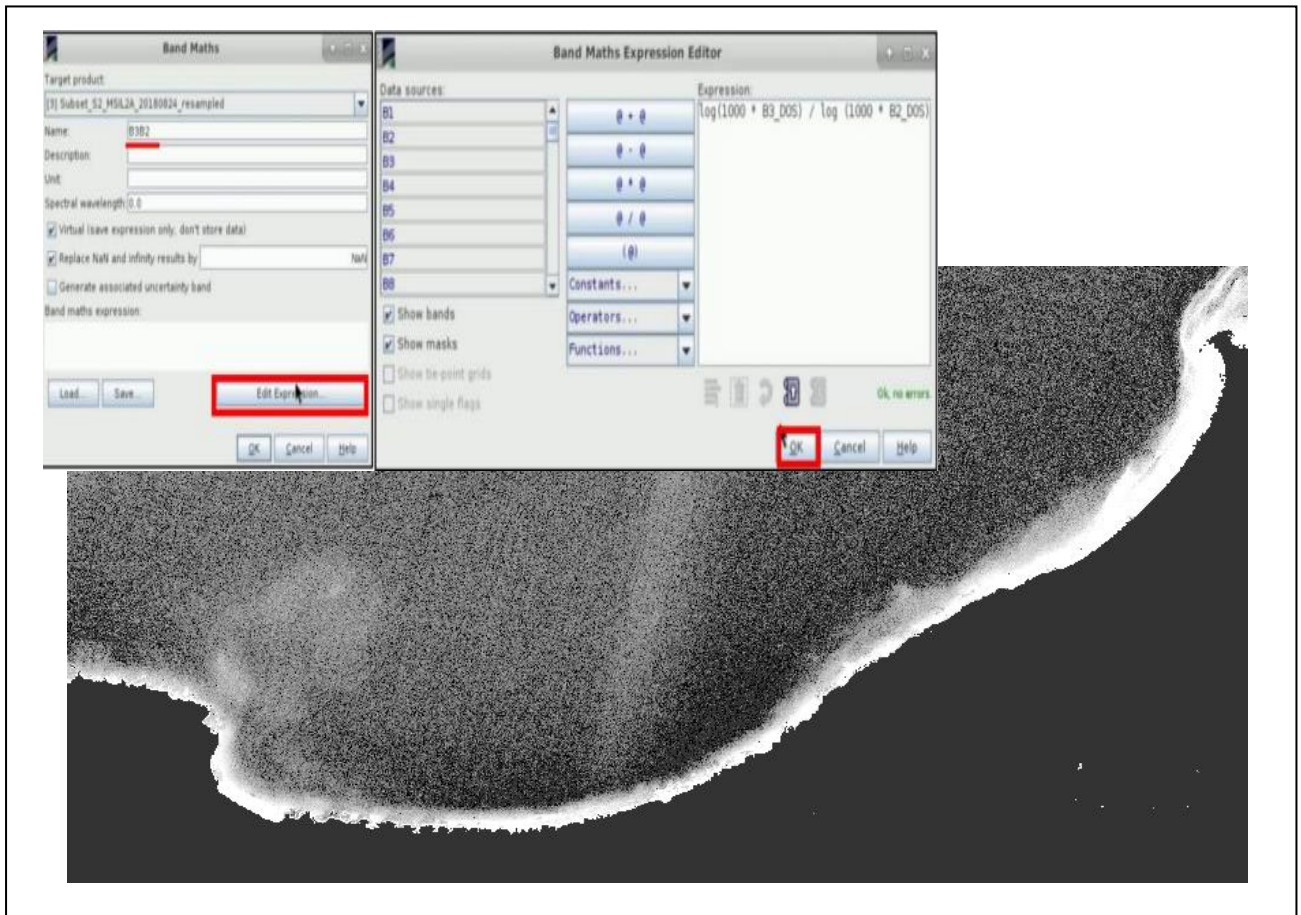 Band Maths
Target product:
[3] Subset_S2_MSIL2A_20180824_resampled
Name: B3B2
Description:
Unit:
Spectral wavelength: 0.0
Virtual (save expression only, don't store data)
Replace NaN and infinity results by NaN
Generate associated uncertainty band
Band maths expression:
Load... Save... Edit Expression...
OK Cancel Help
Band Maths Expression Editor
Data sources:
B1
B2
B3
B4
B5
B6
B7
B8
Show bands
Show masks
Show tie-point grids
Show single flags
@ + @
@ - @
@ * @
@ / @
(@)
Constants...
Operators...
Functions...
Expression:
log(1000 * B3_DOS) / log (1000 * B2_DOS)
Ok, no errors.
OK Cancel Help